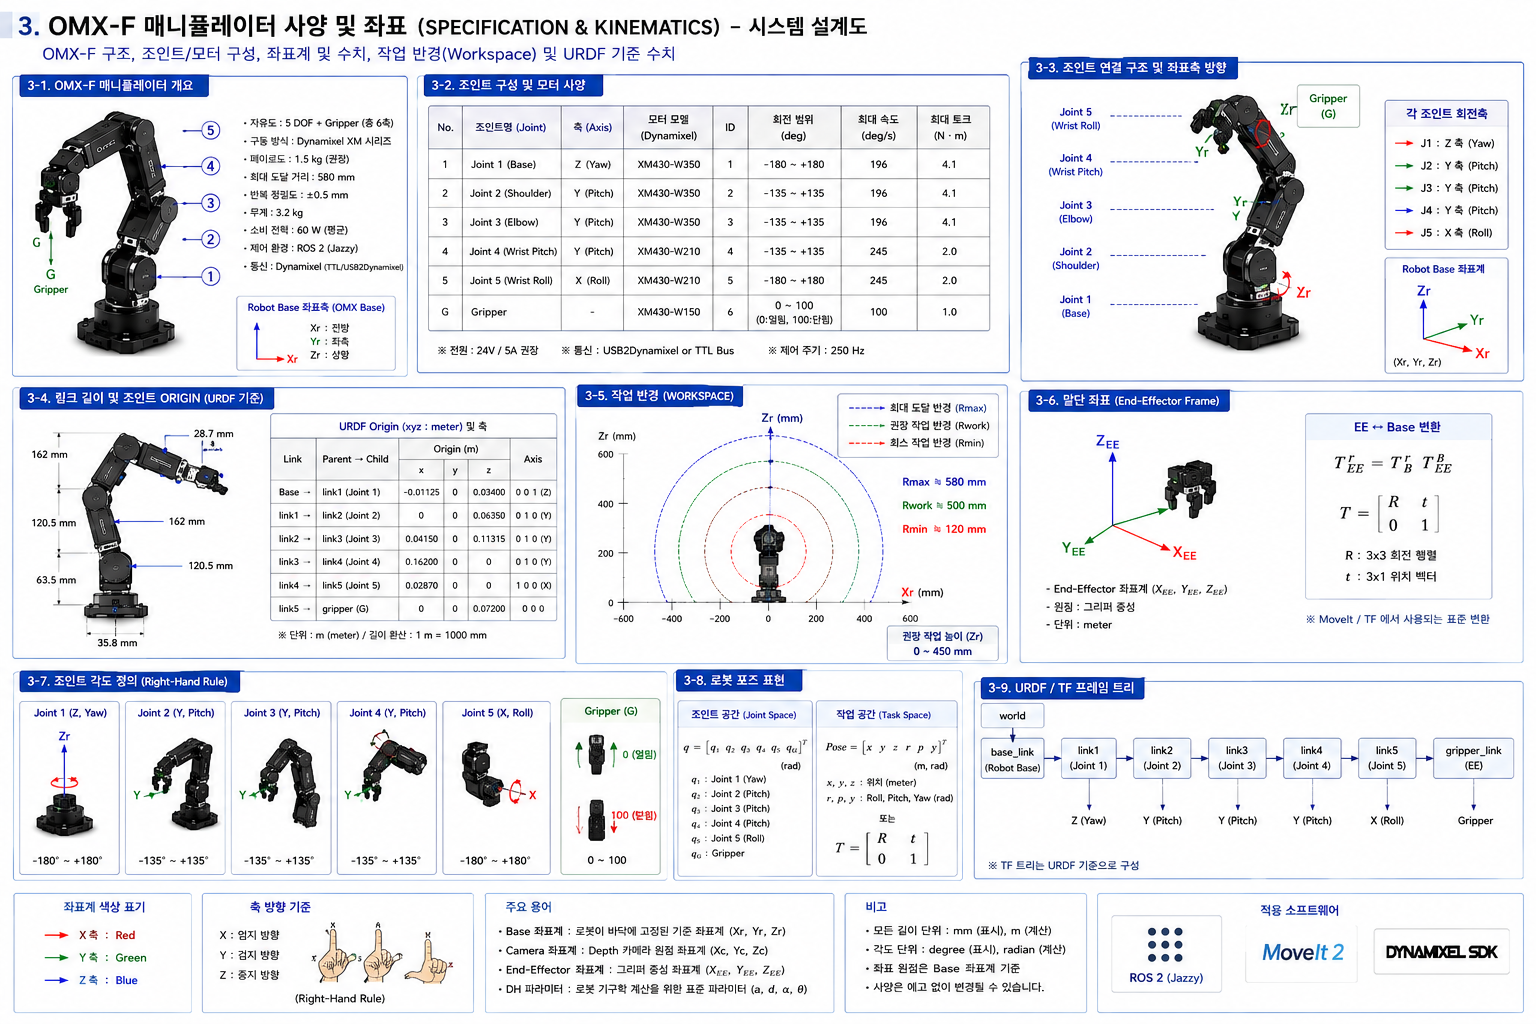 3. OMX-F 매니퓰레이터 사양 및 좌표 (SPECIFICATION & KINEMATICS) – 시스템 설계도
OMX-F 구조, 조인트/모터 구성, 좌표계 및 수치, 작업 반경(Workspace) 및 URDF 기준 수치
3-1. OMX-F 매니퓰레이터 개요
5
4
3
2
1
G
G
Gripper
• 자유도 : 5 DOF + Gripper (총 6축)
• 구동 방식 : Dynamixel XM 시리즈
• 페이로드 : 1.5 kg (권장)
• 최대 도달 거리 : 580 mm
• 반복 정밀도 : ±0.5 mm
• 무게 : 3.2 kg
• 소비 전력 : 60 W (평균)
• 제어 환경 : ROS 2 (Jazzy)
• 통신 : Dynamixel (TTL/USB2Dynamixel)
Robot Base 좌표축 (OMX Base)
Xr
Xr : 전방
Yr : 좌측
Zr : 상방
3-2. 조인트 구성 및 모터 사양
No. 조인트명 (Joint) 축 (Axis) 모터 모델 (Dynamixel) ID 회전 범위 (deg) 최대 속도 (deg/s) 최대 토크 (N · m)
1 Joint 1 (Base) Z (Yaw) XM430-W350 1 -180 ~ +180 196 4.1
2 Joint 2 (Shoulder) Y (Pitch) XM430-W350 2 -135 ~ +135 196 4.1
3 Joint 3 (Elbow) Y (Pitch) XM430-W350 3 -135 ~ +135 196 4.1
4 Joint 4 (Wrist Pitch) Y (Pitch) XM430-W210 4 -135 ~ +135 245 2.0
5 Joint 5 (Wrist Roll) X (Roll) XM430-W210 5 -180 ~ +180 245 2.0
G Gripper - XM430-W150 6 0 ~ 100 (0:열림, 100:닫힘) 100 1.0
※ 전원 : 24V / 5A 권장 ※ 통신 : USB2Dynamixel or TTL Bus ※ 제어 주기 : 250 Hz
3-3. 조인트 연결 구조 및 좌표축 방향
Joint 5
(Wrist Roll)
Joint 4
(Wrist Pitch)
Joint 3
(Elbow)
Joint 2
(Shoulder)
Joint 1
(Base)
Yr
Yr
Y
Zr
Gripper
(G)
각 조인트 회전축
J1 : Z 축 (Yaw)
J2 : Y 축 (Pitch)
J3 : Y 축 (Pitch)
J4 : Y 축 (Pitch)
J5 : X 축 (Roll)
Robot Base 좌표계
Zr
Yr
Xr
(Xr, Yr, Zr)
3-4. 링크 길이 및 조인트 ORIGIN (URDF 기준)
28.7 mm
162 mm
120.5 mm
162 mm
63.5 mm
120.5 mm
35.8 mm
URDF Origin (xyz : meter) 및 축
Link Parent → Child Origin (m) Axis
x y z
Base → link1 (Joint 1) -0.01125 0 0.03400 0 0 1 (Z)
link1 → link2 (Joint 2) 0 0.06350 0 1 0 (Y)
link2 → link3 (Joint 3) 0.04150 0 0.11315 0 1 0 (Y)
link3 → link4 (Joint 4) 0.16200 0 0 0 1 0 (Y)
link4 → link5 (Joint 5) 0.02870 0 0 1 0 0 (X)
link5 → gripper (G) 0 0 0.07200 0 0 0
※ 단위 : m (meter) / 길이 환산 : 1 m = 1000 mm
3-5. 작업 반경 (WORKSPACE)
Zr (mm)
Zr (mm)
600
400
200
0
-600 -400 -200 0 200 400 600
최대 도달 반경 (Rmax)
권장 작업 반경 (Rwork)
작업 반경 (Rmin)
Rmax ≒ 580 mm
Rwork ≒ 500 mm
Rmin ≒ 120 mm
Xr (mm)
권장 작업 높이 (Zr)
0 ~ 450 mm
3-6. 말단 좌표 (End-Effector Frame)
ZEE
YEE
XEE
- End-Effector 좌표계 (XEE, YEE, ZEE)
- 원점 : 그리퍼 중성
- 단위 : meter
EE ↔ Base 변환
T^r_EE = T^r_B T^B_EE
T = [ R t
0 1 ]
R : 3x3 회전 행렬
t : 3x1 위치 벡터
※ MoveIt / TF 에서 사용되는 표준 변환
3-7. 조인트 각도 정의 (Right-Hand Rule)
Joint 1 (Z, Yaw)
Zr
-180° ~ +180°
Joint 2 (Y, Pitch)
Y
-135° ~ +135°
Joint 3 (Y, Pitch)
Y
-135° ~ +135°
Joint 4 (Y, Pitch)
Y
-135° ~ +135°
Joint 5 (X, Roll)
X
-180° ~ +180°
Gripper (G)
0 (열림)
100 (닫힘)
0 ~ 100
3-8. 로봇 포즈 표현
조인트 공간 (Joint Space)
q = [q1 q2 q3 q4 q5 qG]^T
(rad)
q1 : Joint 1 (Yaw)
q2 : Joint 2 (Pitch)
q3 : Joint 3 (Pitch)
q4 : Joint 4 (Pitch)
q5 : Joint 5 (Roll)
qG : Gripper
작업 공간 (Task Space)
Pose = [x y z r p y]^T
(m, rad)
x, y, z : 위치 (meter)
r, p, y : Roll, Pitch, Yaw (rad)
또는
T = [ R t
0 1 ]
3-9. URDF / TF 프레임 트리
world
base_link
(Robot Base)
link1
(Joint 1)
link2
(Joint 2)
link3
(Joint 3)
link4
(Joint 4)
link5
(Joint 5)
gripper_link
(EE)
Z (Yaw) Y (Pitch) Y (Pitch) Y (Pitch) X (Roll) Gripper
※ TF 트리는 URDF 기준으로 구성
좌표계 색상 표기
X 축 : Red
Y 축 : Green
Z 축 : Blue
축 방향 기준
X : 엄지 방향
Y : 검지 방향
Z : 중지 방향
(Right-Hand Rule)
주요 용어
• Base 좌표계 : 로봇이 바닥에 고정된 기준 좌표계 (Xr, Yr, Zr)
• Camera 좌표계 : Depth 카메라 원점 좌표계 (Xc, Yc, Zc)
• End-Effector 좌표계 : 그리퍼 중성 좌표계 (XEE, YEE, ZEE)
• DH 파라미터 : 로봇 기구학 계산을 위한 표준 파라미터 (a, d, α, θ)
비고
• 모든 길이 단위 : mm (표시), m (계산)
• 각도 단위 : degree (표시), radian (계산)
• 좌표 원점은 Base 좌표계 기준
• 사양은 예고 없이 변경될 수 있습니다.
적용 소프트웨어
ROS 2 (Jazzy)
MoveIt 2
DYNAMIXEL SDK